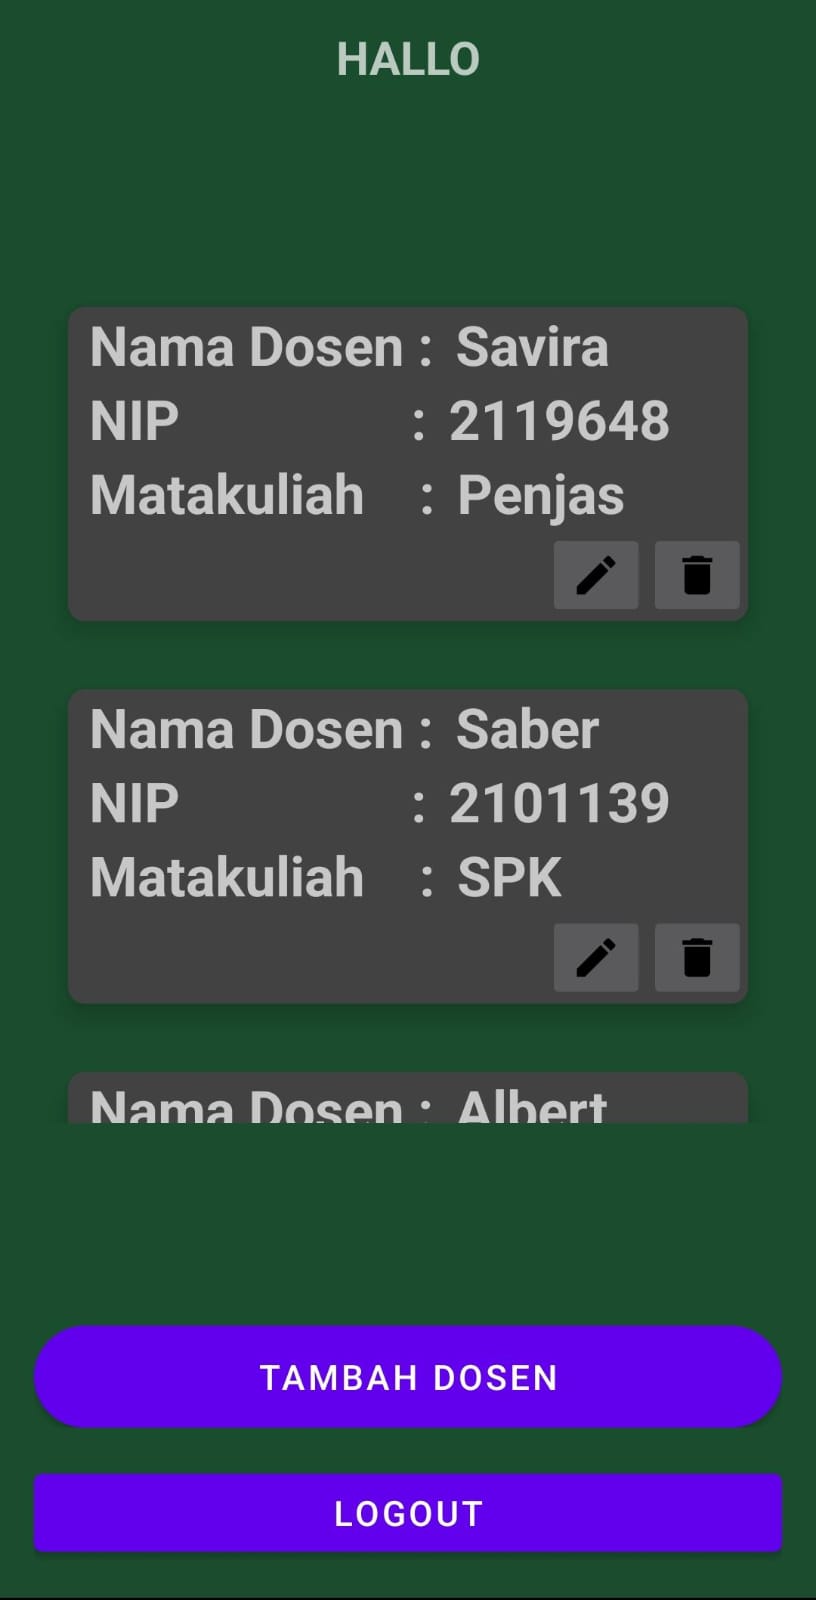 HALLO
Nama Dosen : Savira
NIP : 2119648
Matakuliah : Penjas
Nama Dosen : Saber
NIP : 2101139
Matakuliah : SPK
Nama Dosen : Albert
TAMBAH DOSEN
LOGOUT